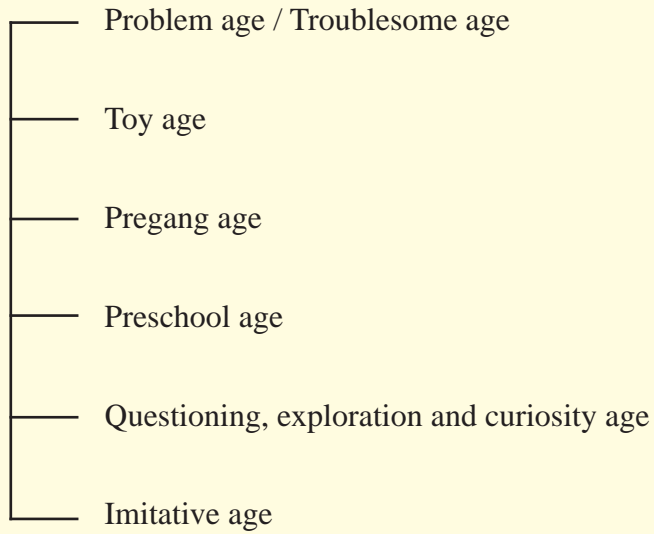 Problem age / Troublesome age
Toy age
Pregang age
Preschool age
Questioning, exploration and curiosity age
Imitative age